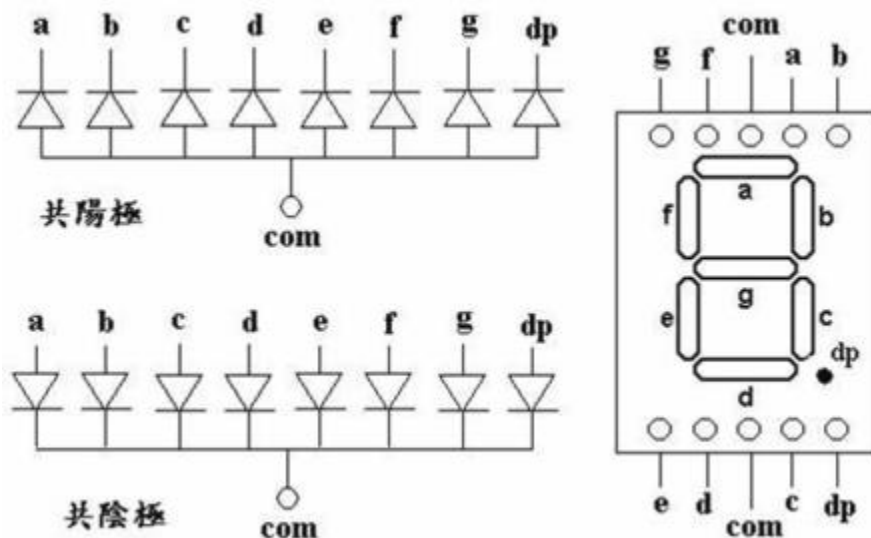 a b c d e f g dp
共陽極
com
a b c d e f g dp
共陰極
com
com
g f a b
a
f b
g
e c
dp
d
e d c dp
com